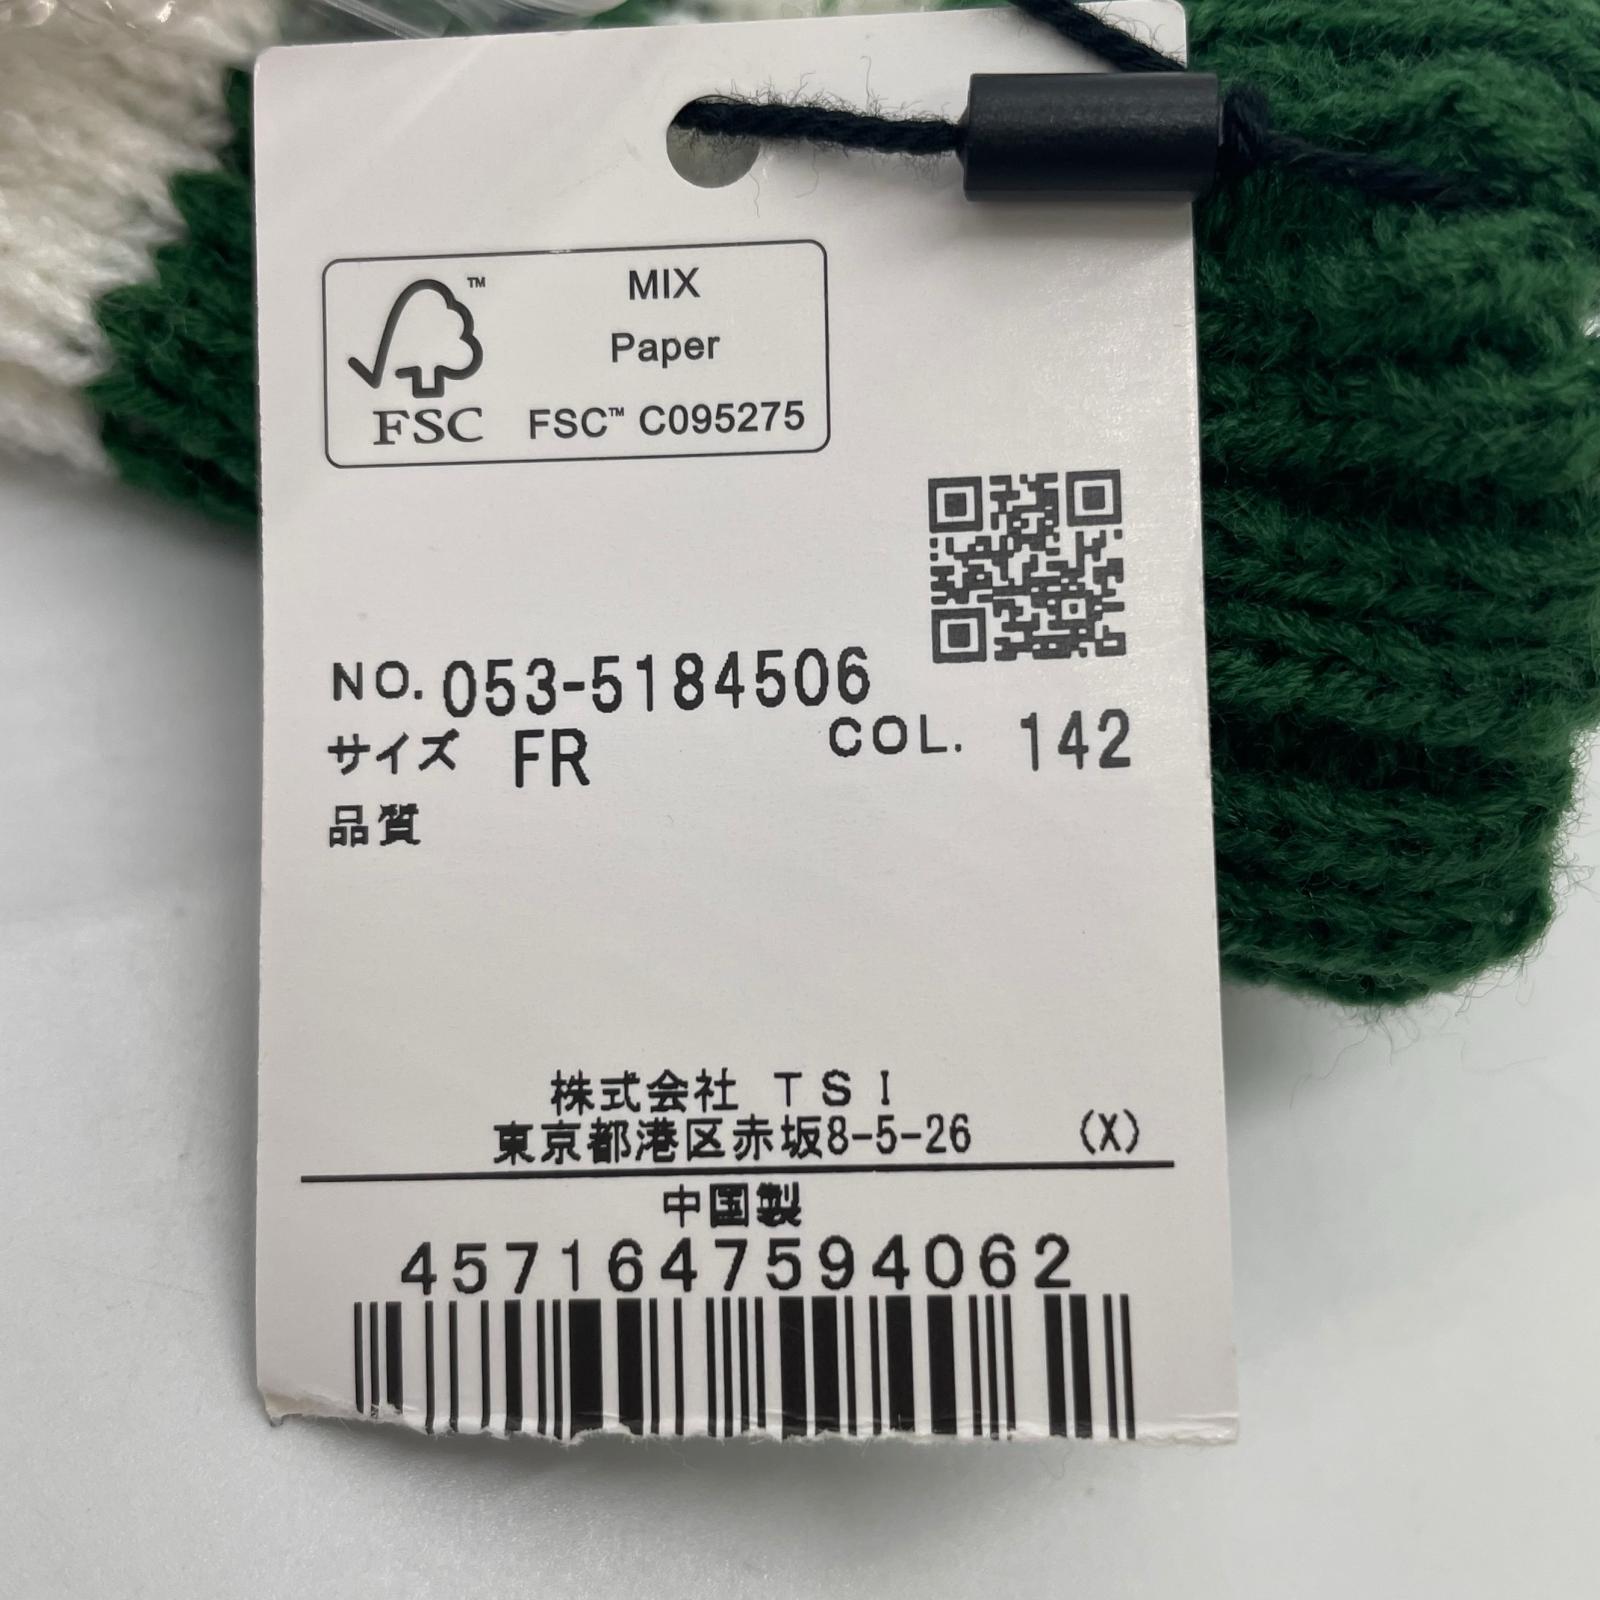 MIX
Paper
FSC™ C095275
™
FSC
NO. 053-5184506
サイズ FR COL. 142
品質
株式会社 TSI
東京都港区赤坂8-5-26 (X)
中国製
4571647594062